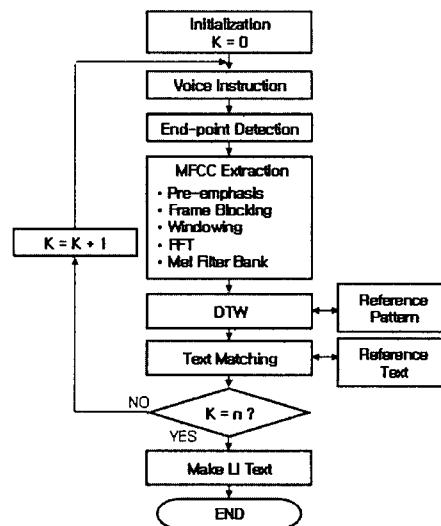 Initialization
K = 0
Voice Instruction
End-point Detection
MFCC Extraction
• Pre-emphasis
• Frame Blocking
• Windowing
• FFT
• Mel Filter Bank
K = K + 1
DTW
Reference
Pattern
Text Matching
Reference
Text
NO
K = n ?
YES
Make LI Text
END